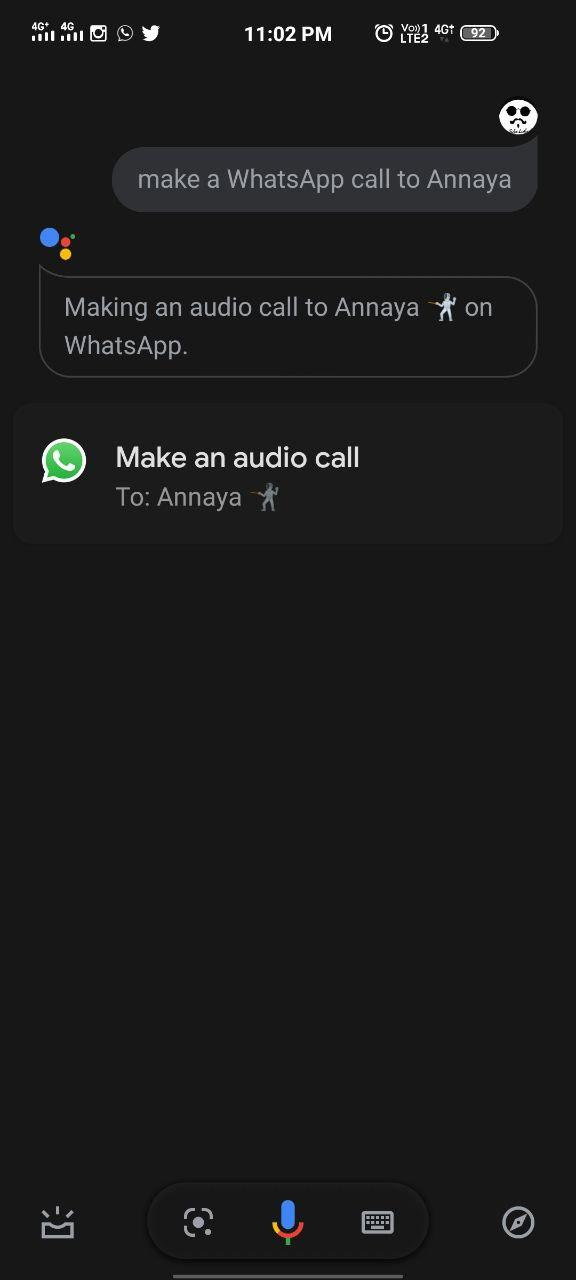 4G+ 4G 11:02 PM Vo)) 1 LTE2 4G+ 92
make a WhatsApp call to Annaya
Making an audio call to Annaya 🤺 on
WhatsApp.
Make an audio call
To: Annaya 🤺